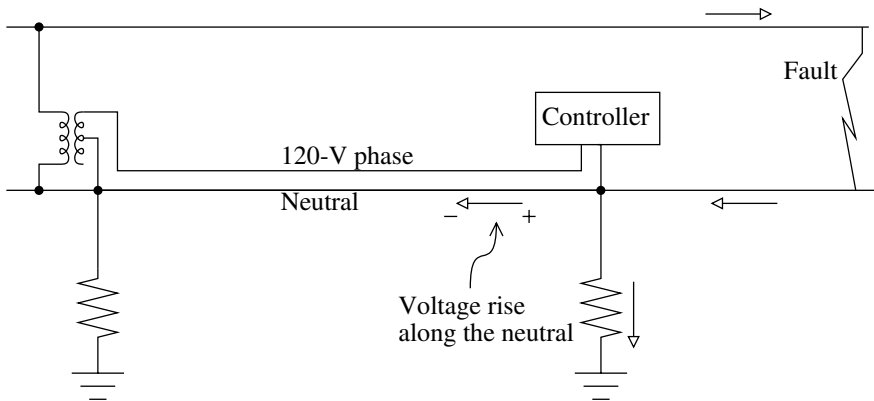 Fault
Controller
120-V phase
Neutral
− +
Voltage rise
along the neutral